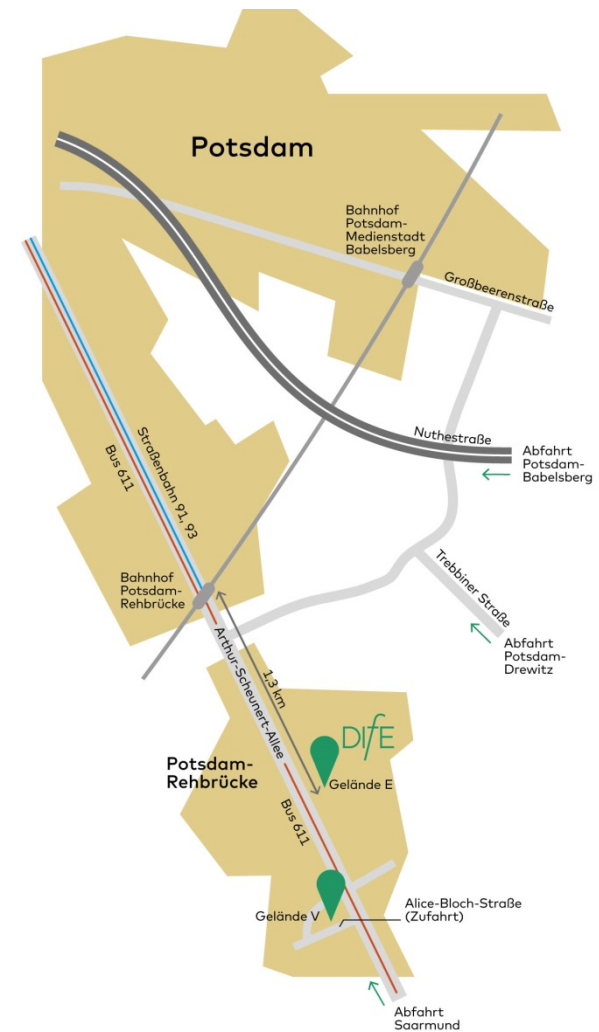 Potsdam
Bahnhof
Potsdam-
Medienstadt
Babelsberg
Großbeerenstraße
Nuthestraße
Abfahrt
Potsdam-
Babelsberg
Straßenbahn 91, 93
Bus 611
Trebbiner Straße
Bahnhof
Potsdam-
Rehbrücke
Abfahrt
Potsdam-
Drewitz
Arthur-Scheunert-Allee
1,3 km
DIfE
Potsdam-
Rehbrücke
Gelände E
Bus 611
Alice-Bloch-Straße
(Zufahrt)
Gelände V
Abfahrt
Saarmund